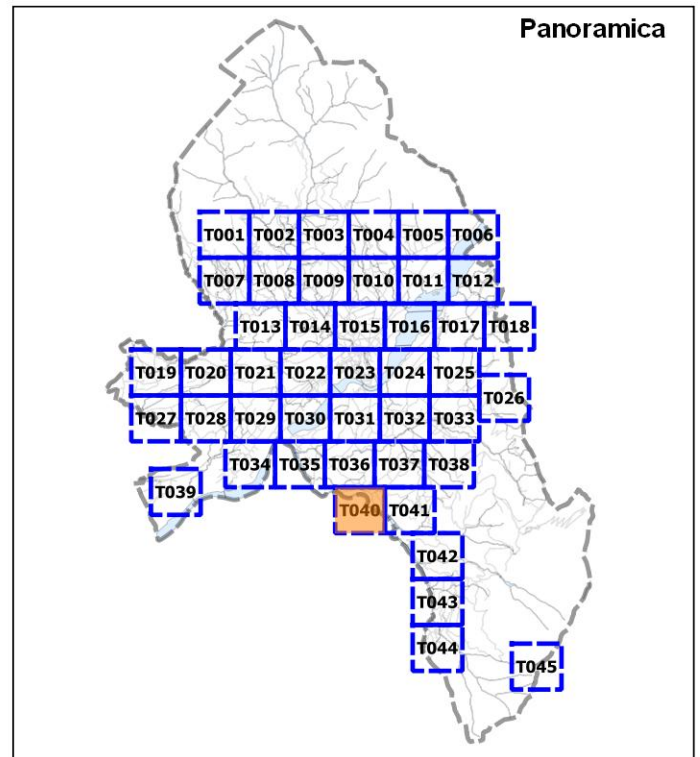 Panoramica
T001 T002 T003 T004 T005 T006
T007 T008 T009 T010 T011 T012
T013 T014 T015 T016 T017 T018
T019 T020 T021 T022 T023 T024 T025
T026
T027 T028 T029 T030 T031 T032 T033
T034 T035 T036 T037 T038
T039
T040 T041
T042
T043
T044
T045